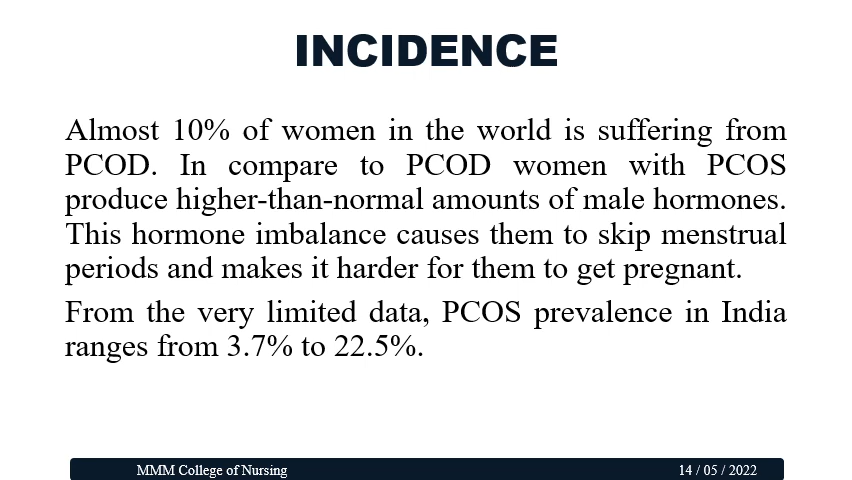 INCIDENCE
Almost 10% of women in the world is suffering from
PCOD. In compare to PCOD women with PCOS
produce higher-than-normal amounts of male hormones.
This hormone imbalance causes them to skip menstrual
periods and makes it harder for them to get pregnant.
From the very limited data, PCOS prevalence in India
ranges from 3.7% to 22.5%.
MMM College of Nursing
14 / 05 / 2022